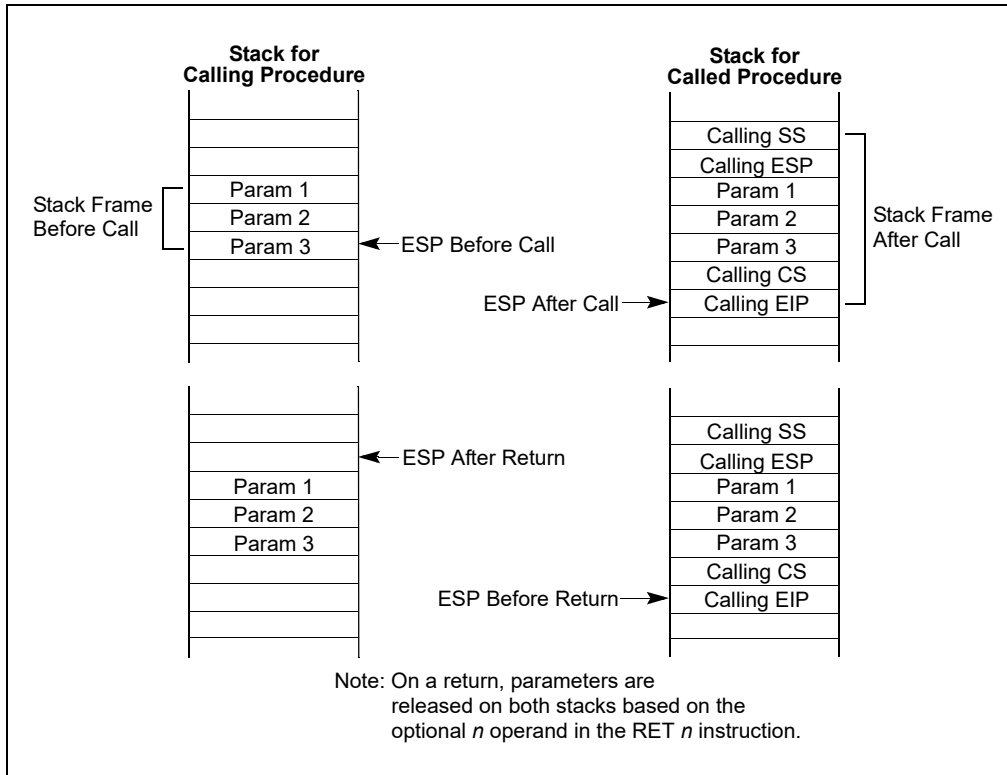 Stack for
Calling Procedure
Stack for
Called Procedure
Stack Frame
Before Call
Param 1
Param 2
Param 3
ESP Before Call
ESP After Call
Calling SS
Calling ESP
Param 1
Param 2
Param 3
Calling CS
Calling EIP
Stack Frame
After Call
ESP After Return
Param 1
Param 2
Param 3
ESP Before Return
Calling SS
Calling ESP
Param 1
Param 2
Param 3
Calling CS
Calling EIP
Note: On a return, parameters are
released on both stacks based on the
optional n operand in the RET n instruction.